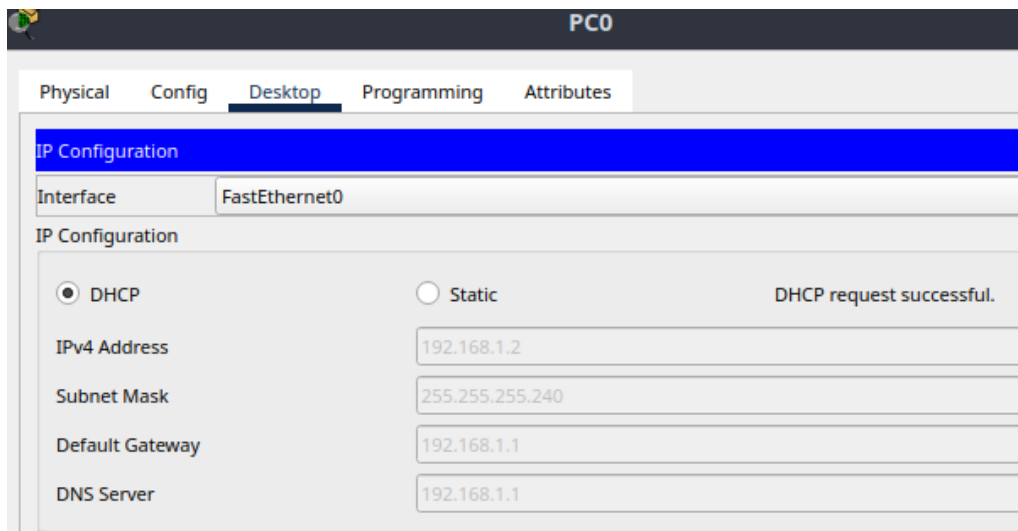 PC0
Physical Config Desktop Programming Attributes
IP Configuration
Interface FastEthernet0
IP Configuration
DHCP Static DHCP request successful.
IPv4 Address 192.168.1.2
Subnet Mask 255.255.255.240
Default Gateway 192.168.1.1
DNS Server 192.168.1.1